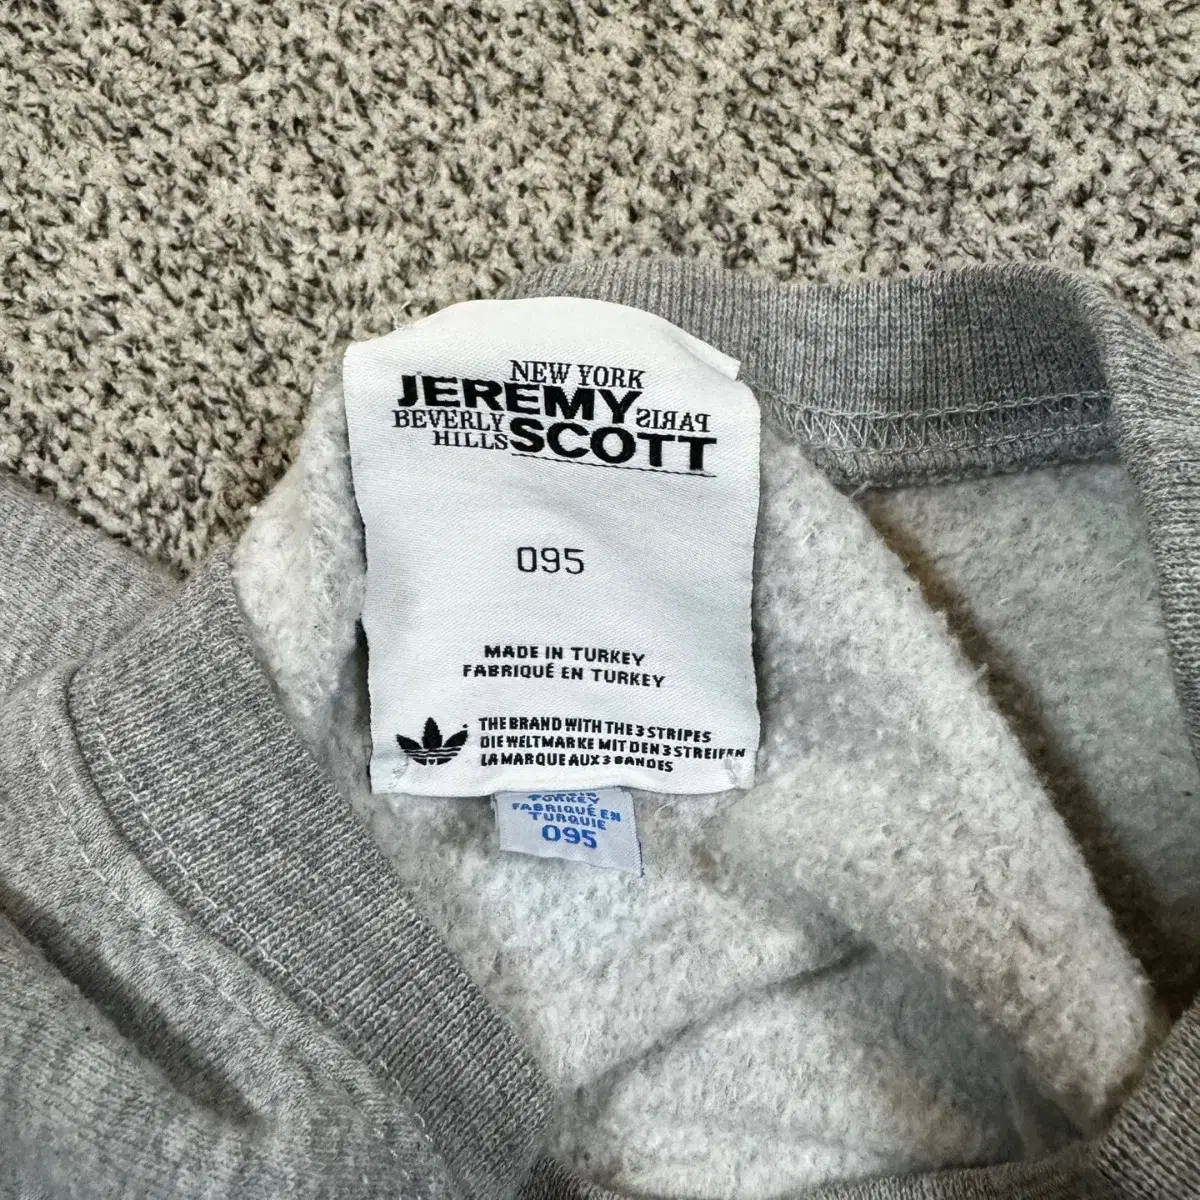 NEW YORK
JEREMY
BEVERLY PARIS
HILLS SCOTT
095
MADE IN TURKEY
FABRIQUÉ EN TURKEY
THE BRAND WITH THE 3 STRIPES
DIE WELTMARKE MIT DEN 3 STREIFEN
LA MARQUE AUX 3 BANDES
TURKEY
FABRIQUÉ EN
TURQUIE
095